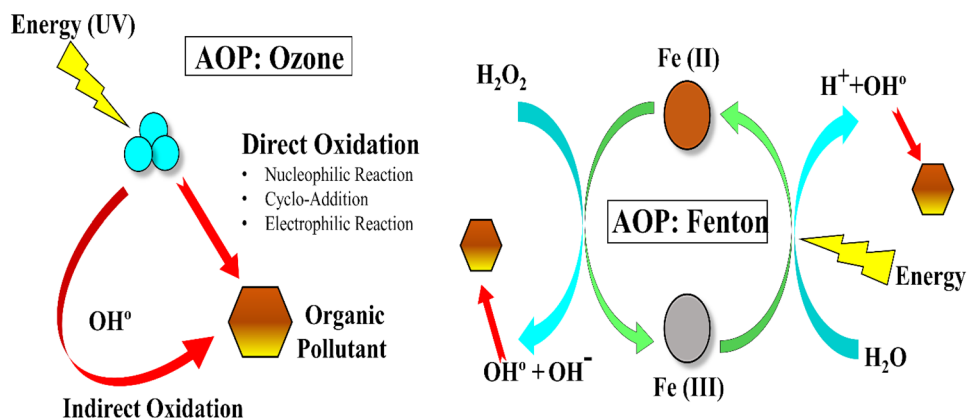 Energy (UV)
AOP: Ozone
Direct Oxidation
• Nucleophilic Reaction
• Cyclo-Addition
• Electrophilic Reaction
OHº
Organic
Pollutant
Indirect Oxidation
H₂O₂
Fe (II)
H⁺+OHº
AOP: Fenton
Energy
OHº + OH⁻
Fe (III)
H₂O